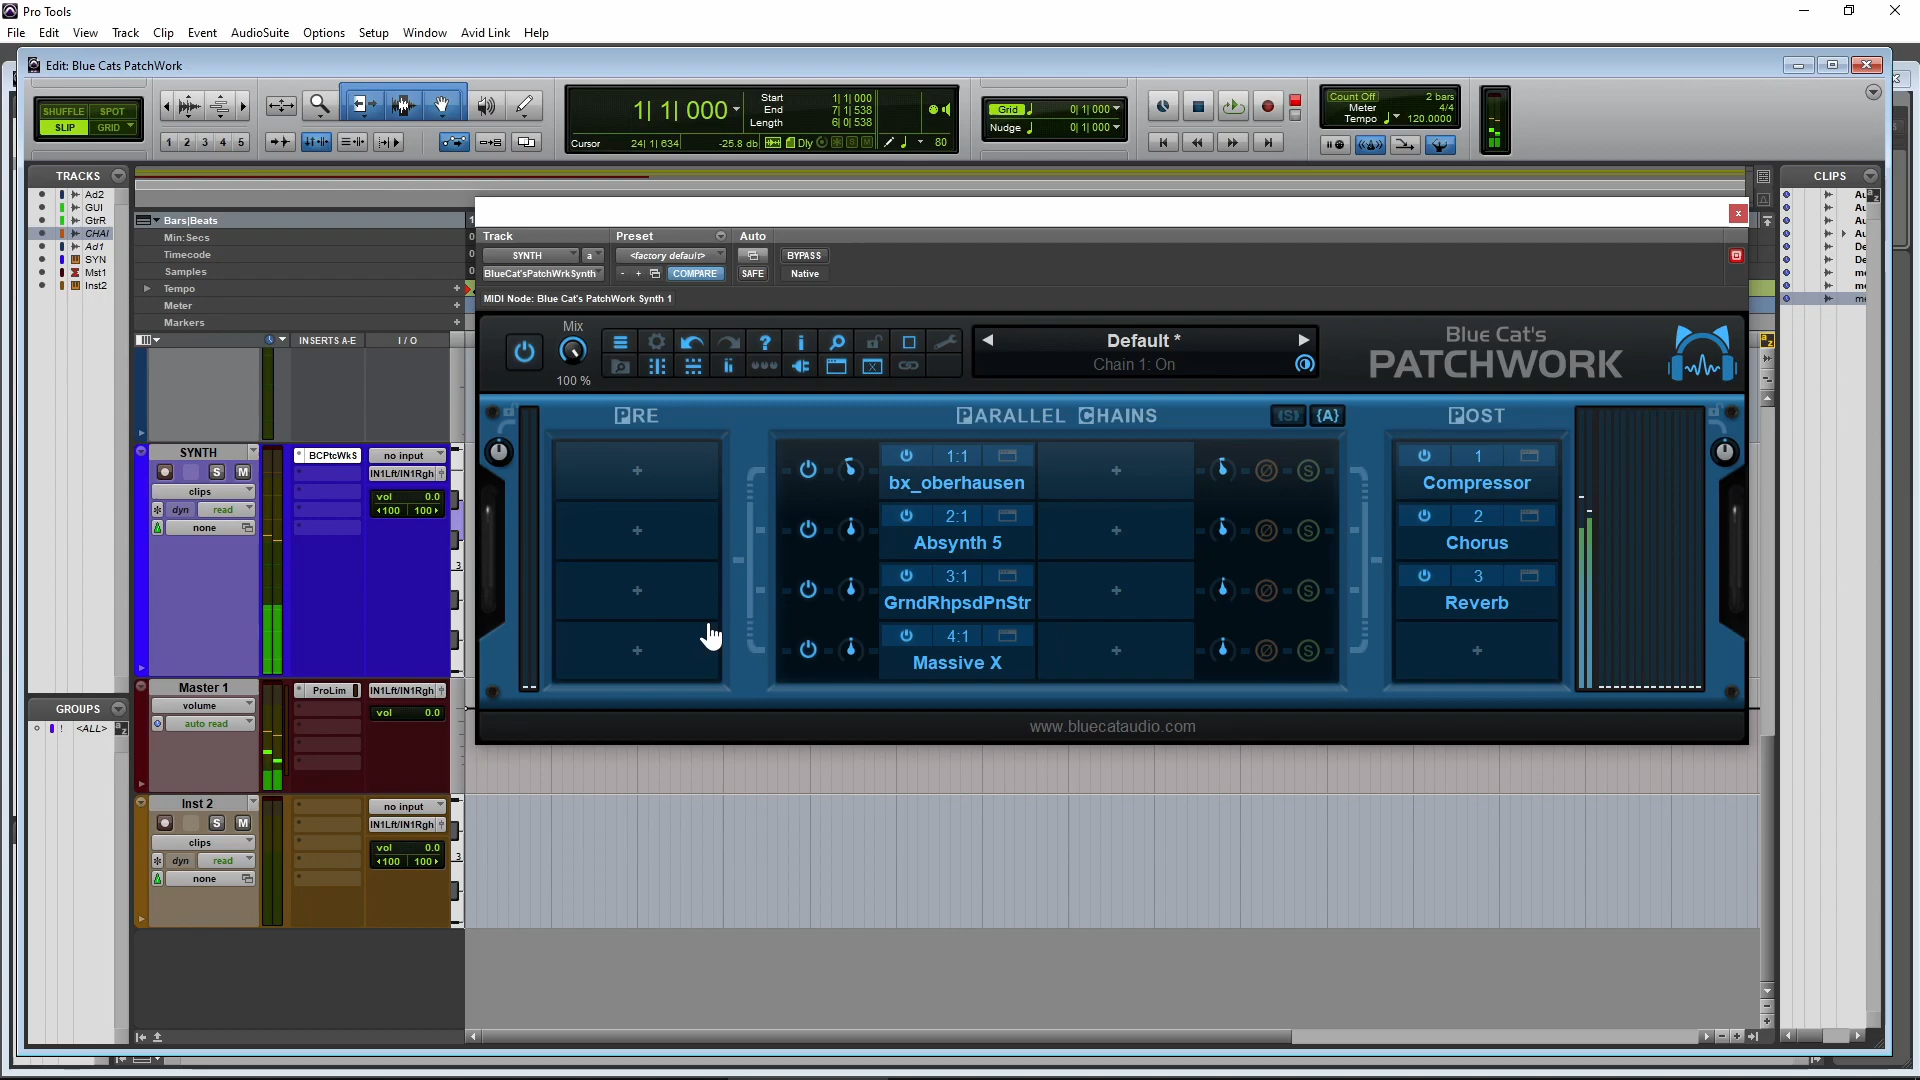 Pro Tools
File Edit View Track Clip Event AudioSuite Options Setup Window Avid Link Help
Edit: Blue Cats PatchWork
SHUFFLE SPOT
SLIP GRID
1 2 3 4 5
1| 1| 000
Start 1| 1| 000
End 7| 1| 538
Length 6| 0| 538
Cursor 24| 1| 634 -25.8 db Dly 80
Grid 0| 1| 000
Nudge 0| 1| 000
Count Off 2 bars
Meter 4/4
Tempo 120.0000
TRACKS
Ad2
GUI
GtrR
CHAI
Ad1
SYN
Mst1
Inst2
GROUPS
! <ALL>
CLIPS
Bars|Beats
Min:Secs
Timecode
Samples
Tempo
Meter
Markers
INSERTS A-E I / O
SYNTH
S M
clips
dyn read
none
BCPtcWkS
no input
IN1Lft/IN1Rgh
vol 0.0
100 100
Master 1
volume
auto read
ProLim
IN1Lft/IN1Rgh
vol 0.0
Inst 2
S M
clips
dyn read
none
no input
IN1Lft/IN1Rgh
vol 0.0
100 100
Track Preset Auto
SYNTH a <factory default> BYPASS
BlueCat'sPatchWrkSynth - + COMPARE SAFE Native
MIDI Node: Blue Cat's PatchWork Synth 1
Mix
100 %
Default *
Chain 1: On
Blue Cat's
PATCHWORK
PRE
PARALLEL CHAINS
{S} {A}
POST
1:1
bx_oberhausen
2:1
Absynth 5
3:1
GrndRhpsdPnStr
4:1
Massive X
1
Compressor
2
Chorus
3
Reverb
www.bluecataudio.com